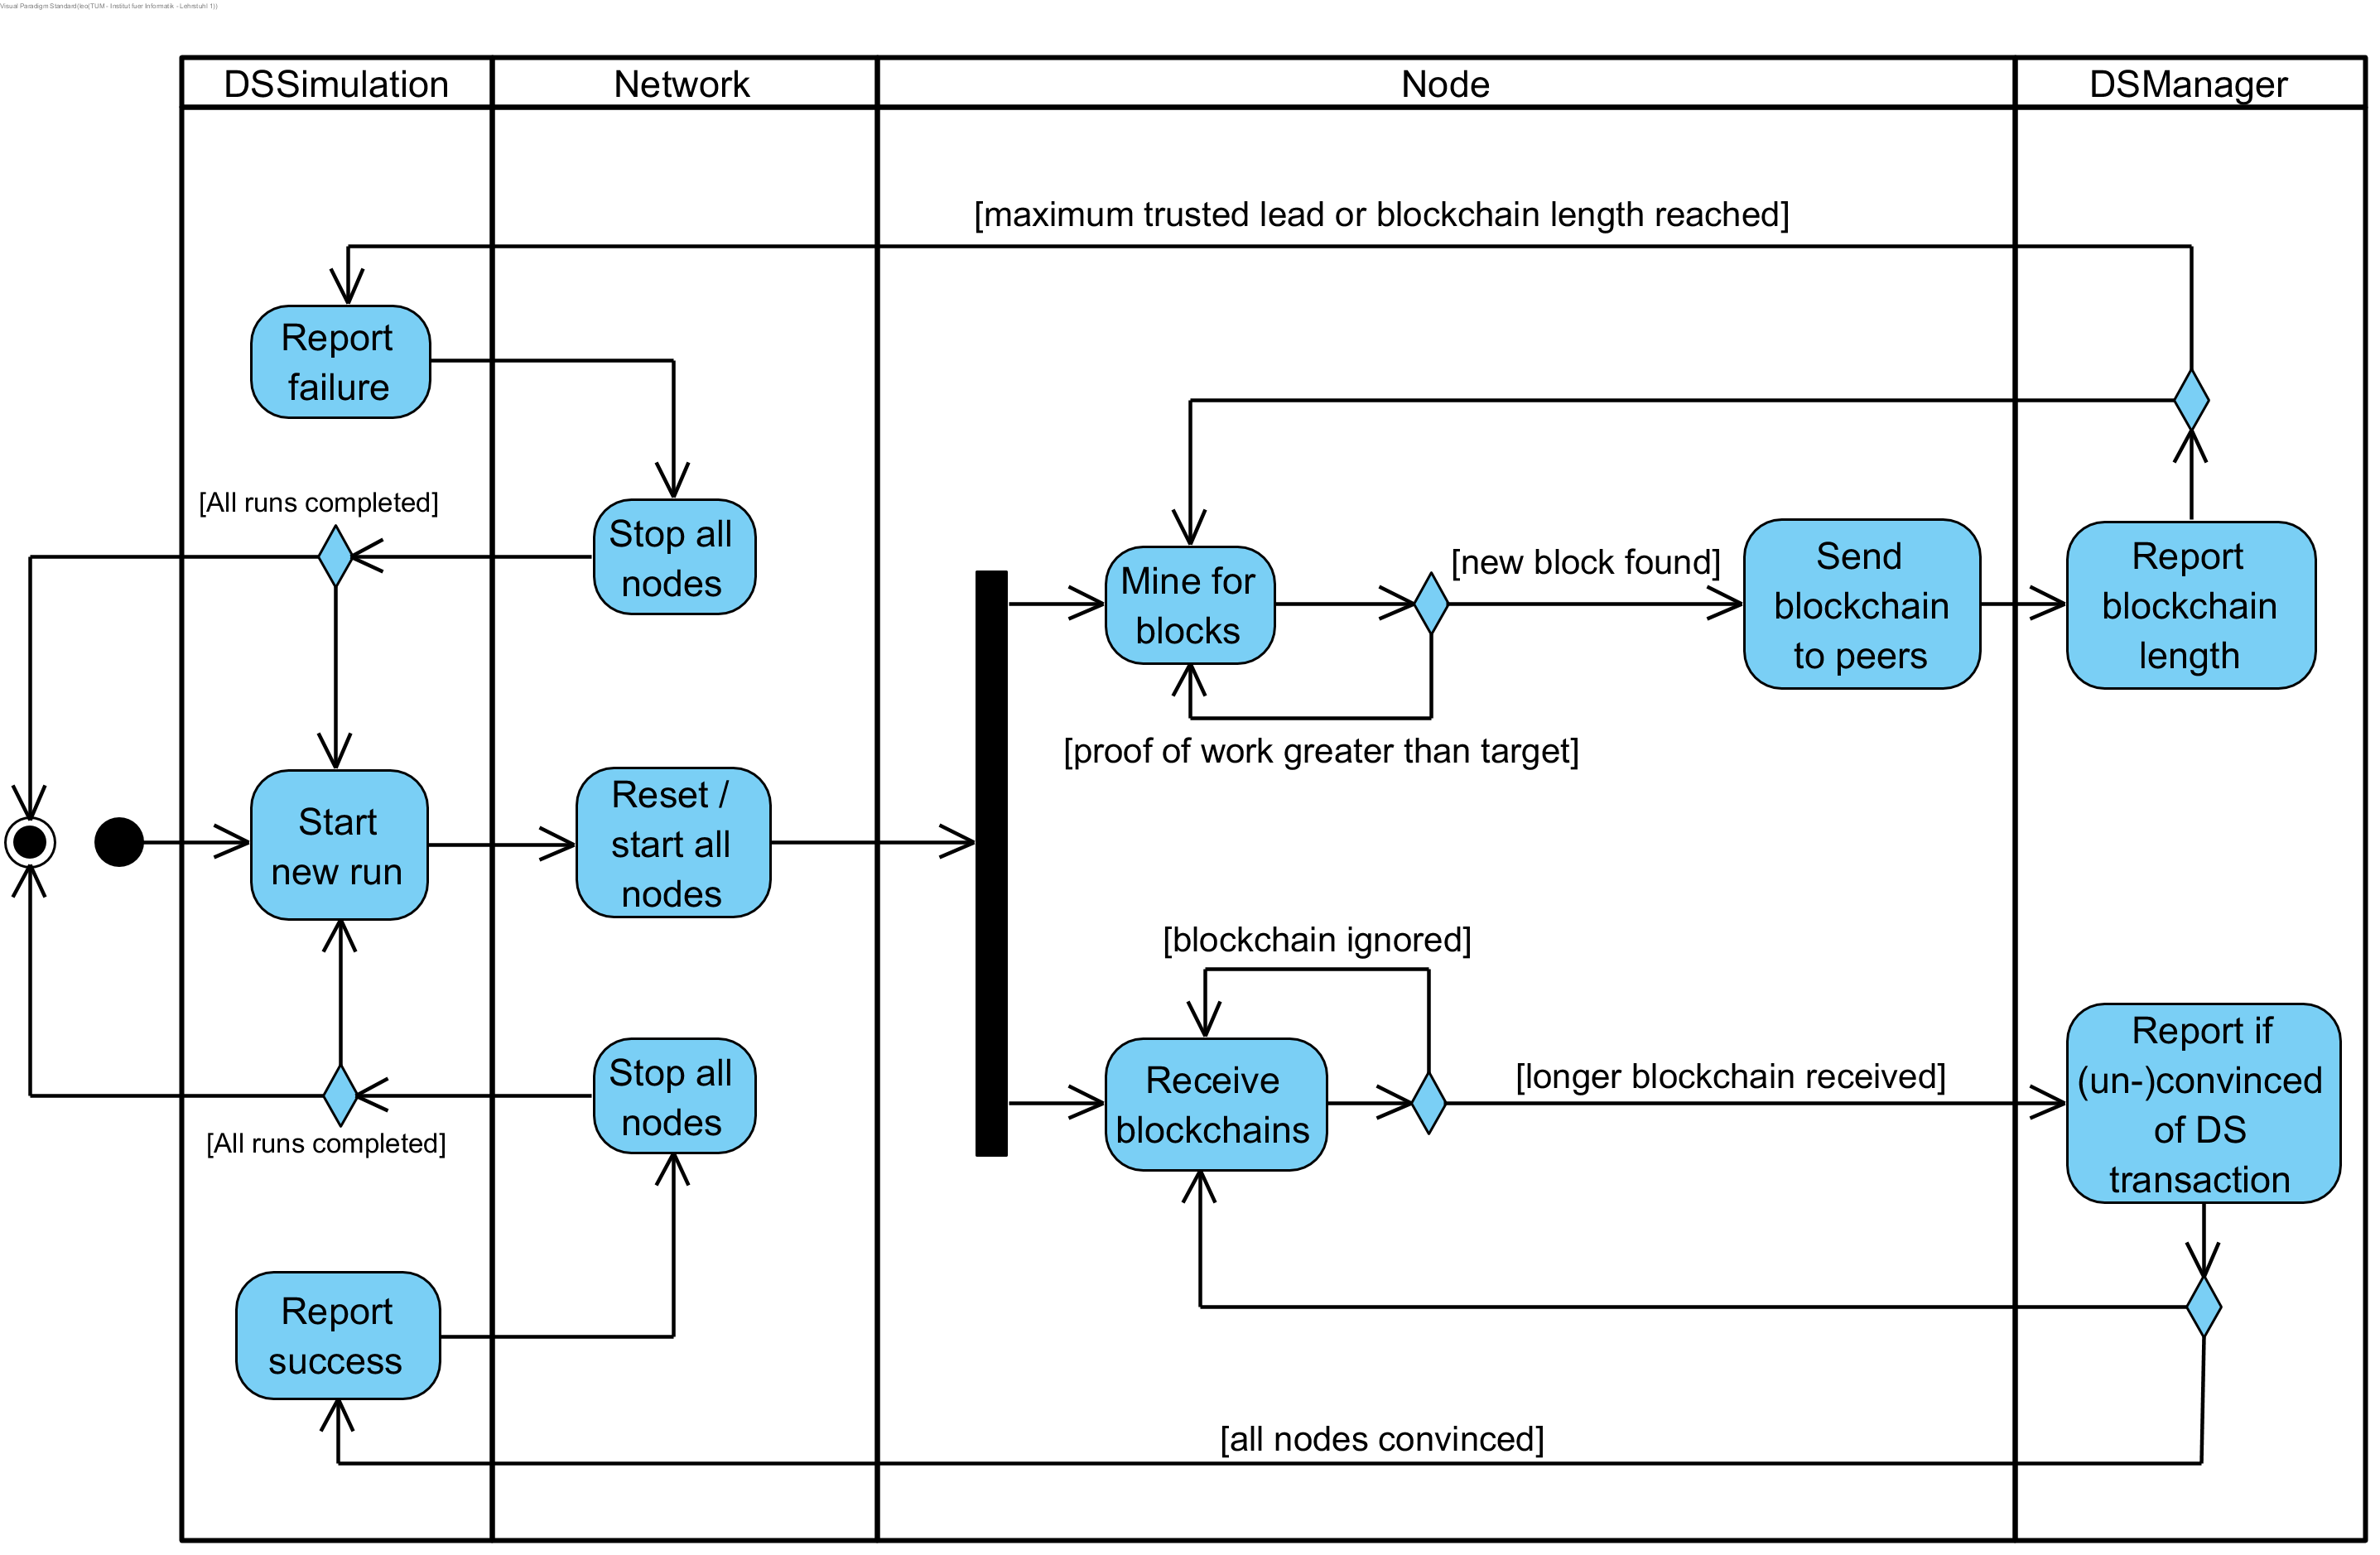 Visual Paradigm Standard(leo(TUM - Institut fuer Informatik - Lehrstuhl 1))
DSSimulation
Network
Node
DSManager
[maximum trusted lead or blockchain length reached]
Report
failure
[All runs completed]
Stop all
nodes
Mine for
blocks
[new block found]
Send
blockchain
to peers
Report
blockchain
length
[proof of work greater than target]
Start
new run
Reset /
start all
nodes
[blockchain ignored]
Receive
blockchains
[longer blockchain received]
Report if
(un-)convinced
of DS
transaction
Stop all
nodes
[All runs completed]
Report
success
[all nodes convinced]